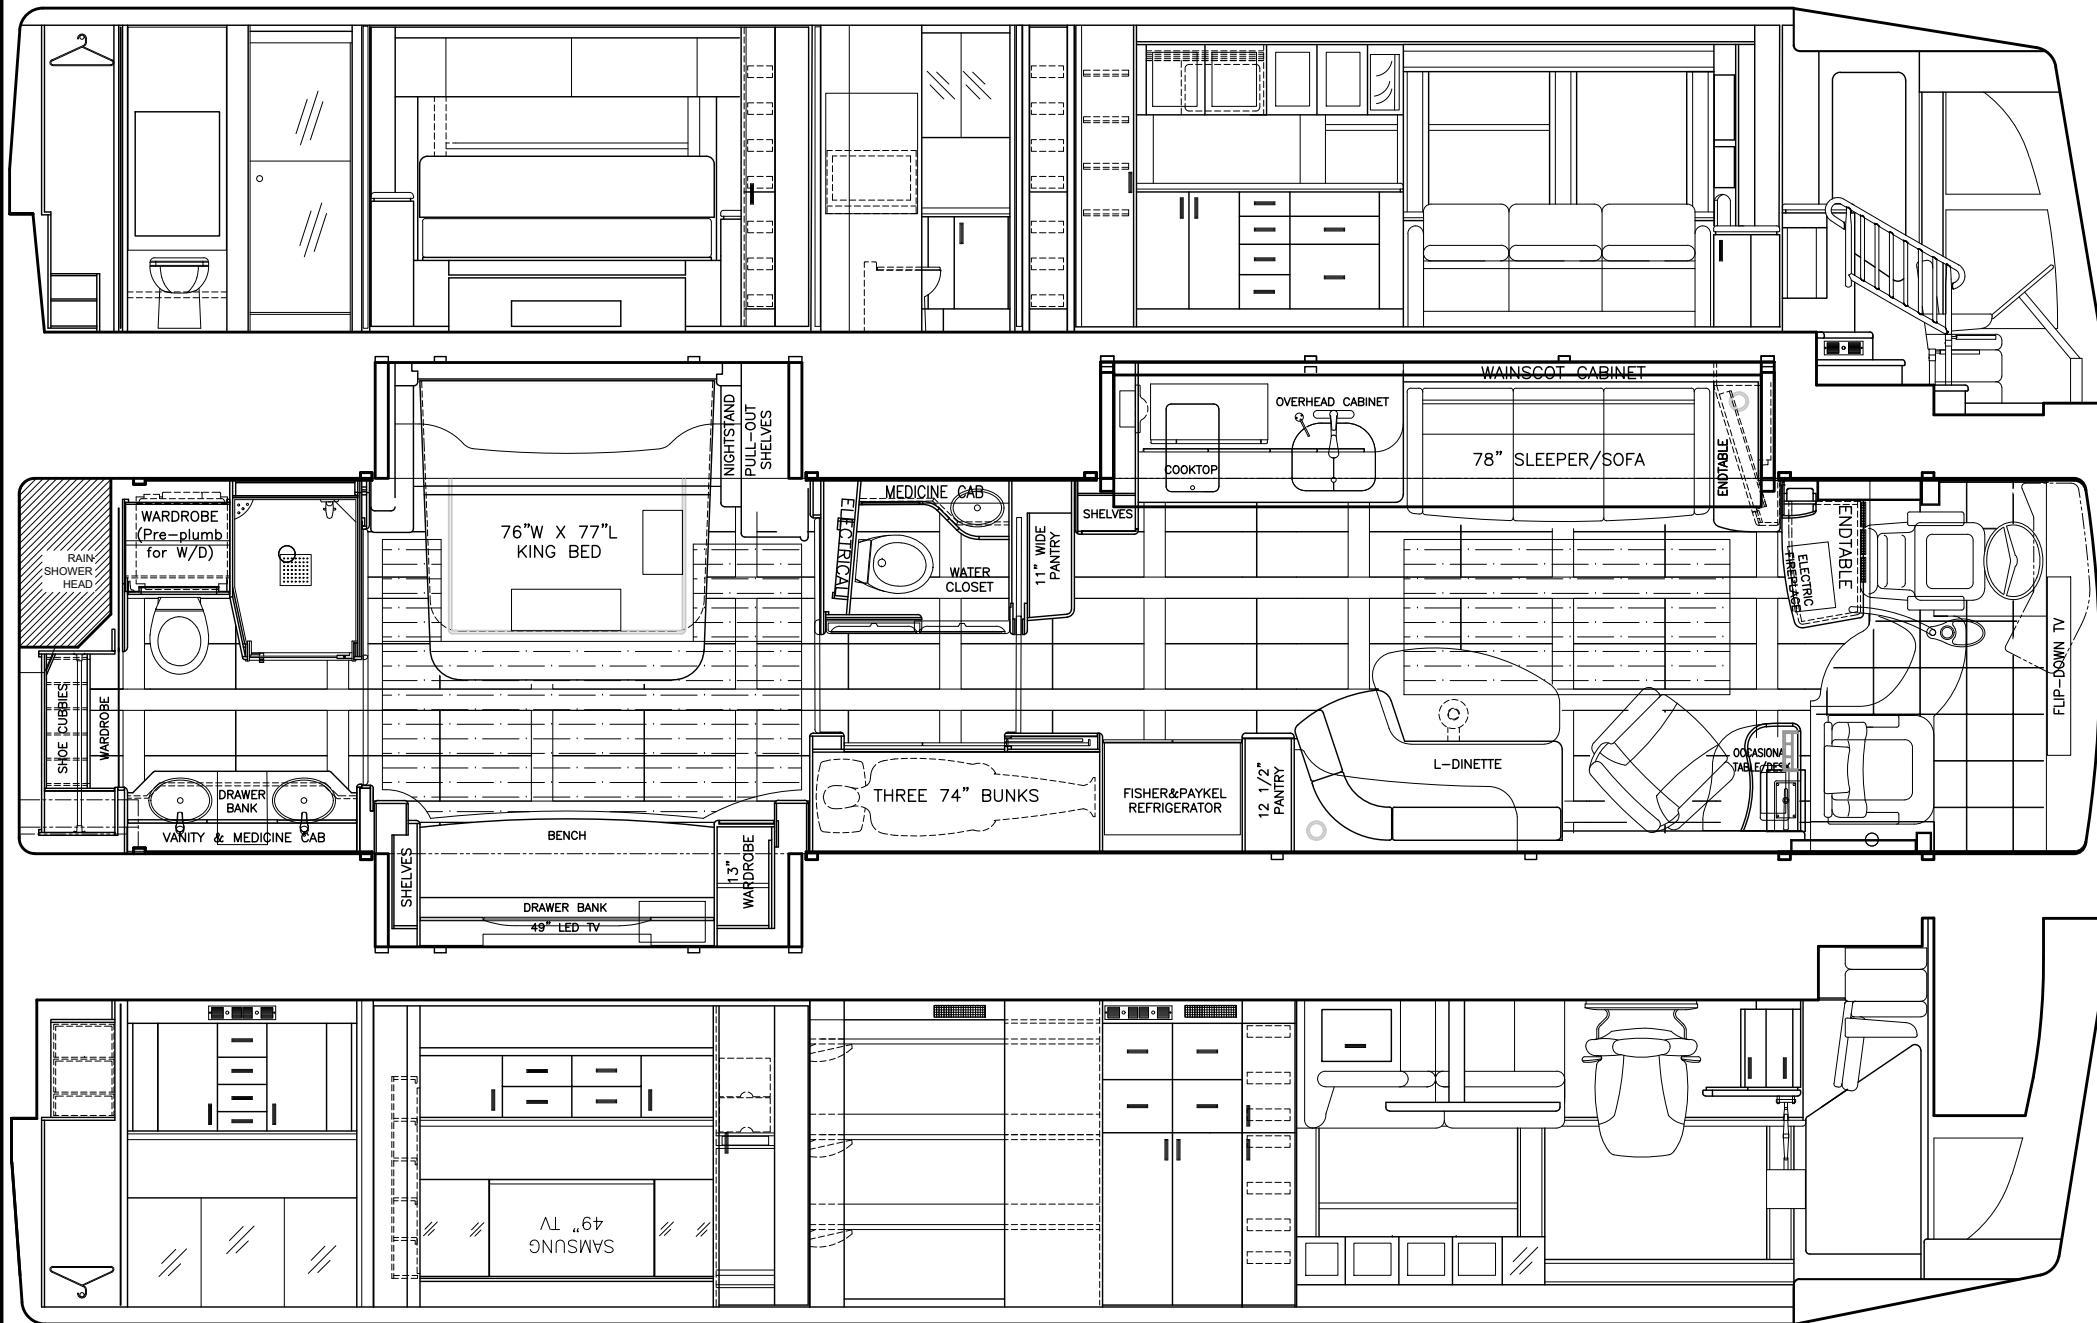 WAINSCOT CABINET
OVERHEAD CABINET
COOKTOP
78" SLEEPER/SOFA
ENDTABLE
NIGHTSTAND
PULL-OUT
SHELVES
76"W X 77"L
KING BED
WARDROBE
(Pre-plumb
for W/D)
RAIN
SHOWER
HEAD
ELECTRICAL
MEDICINE CAB
WATER
CLOSET
11" WIDE
PANTRY
SHELVES
ENDTABLE
ELECTRIC
FIREPLACE
FLIP-DOWN TV
SHOE CUBBIES
WARDROBE
DRAWER
BANK
VANITY & MEDICINE CAB
SHELVES
BENCH
DRAWER BANK
49" LED TV
13"
WARDROBE
THREE 74" BUNKS
FISHER&PAYKEL
REFRIGERATOR
12 1/2"
PANTRY
L-DINETTE
OCCASIONAL
TABLE/DESK
SAMSUNG
49" TV